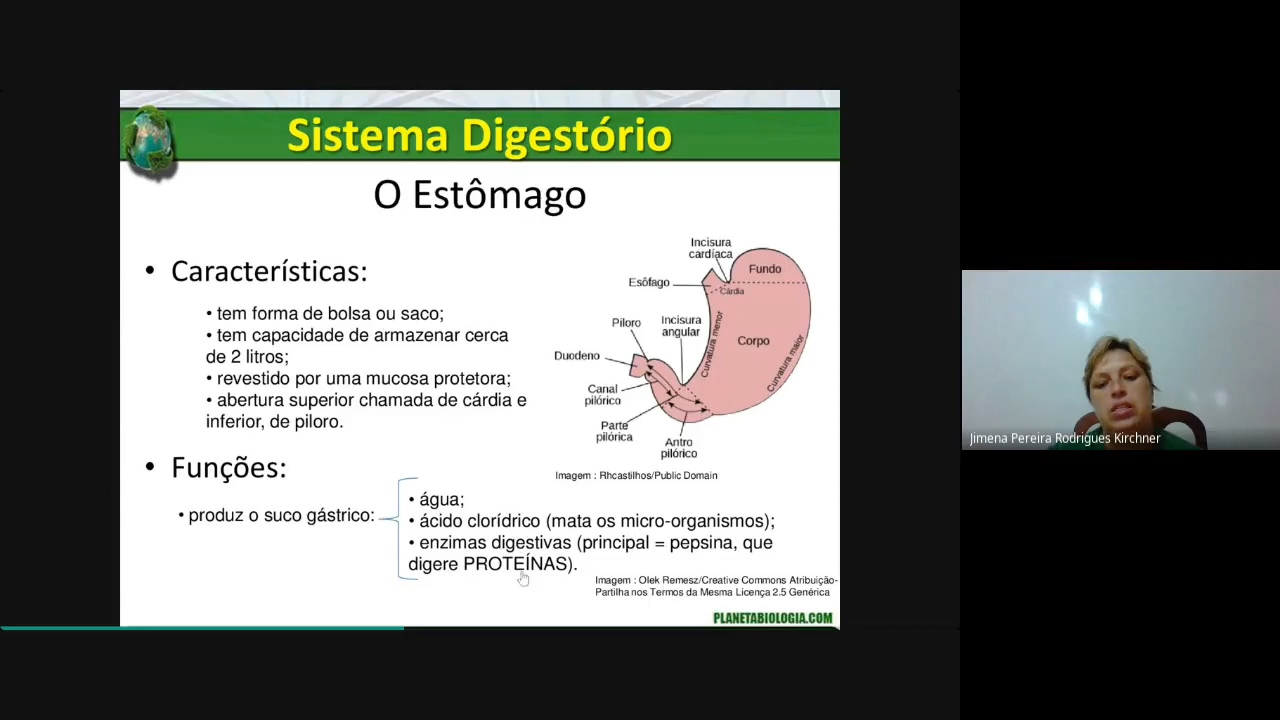 Sistema Digestório
O Estômago
• Características:
• tem forma de bolsa ou saco;
• tem capacidade de armazenar cerca
de 2 litros;
• revestido por uma mucosa protetora;
• abertura superior chamada de cárdia e
inferior, de piloro.
Incisura
cardíaca
Fundo
Esôfago
Cárdia
Piloro
Incisura
angular
Curvatura menor
Corpo
Curvatura maior
Duodeno
Canal
pilórico
Parte
pilórica
Antro
pilórico
Imagem : Rhcastilhos/Public Domain
• Funções:
• produz o suco gástrico:
• água;
• ácido clorídrico (mata os micro-organismos);
• enzimas digestivas (principal = pepsina, que
digere PROTEÍNAS).
Imagem : Olek Remesz/Creative Commons Atribuição-
Partilha nos Termos da Mesma Licença 2.5 Genérica
PLANETABIOLOGIA.COM
Jimena Pereira Rodrigues Kirchner